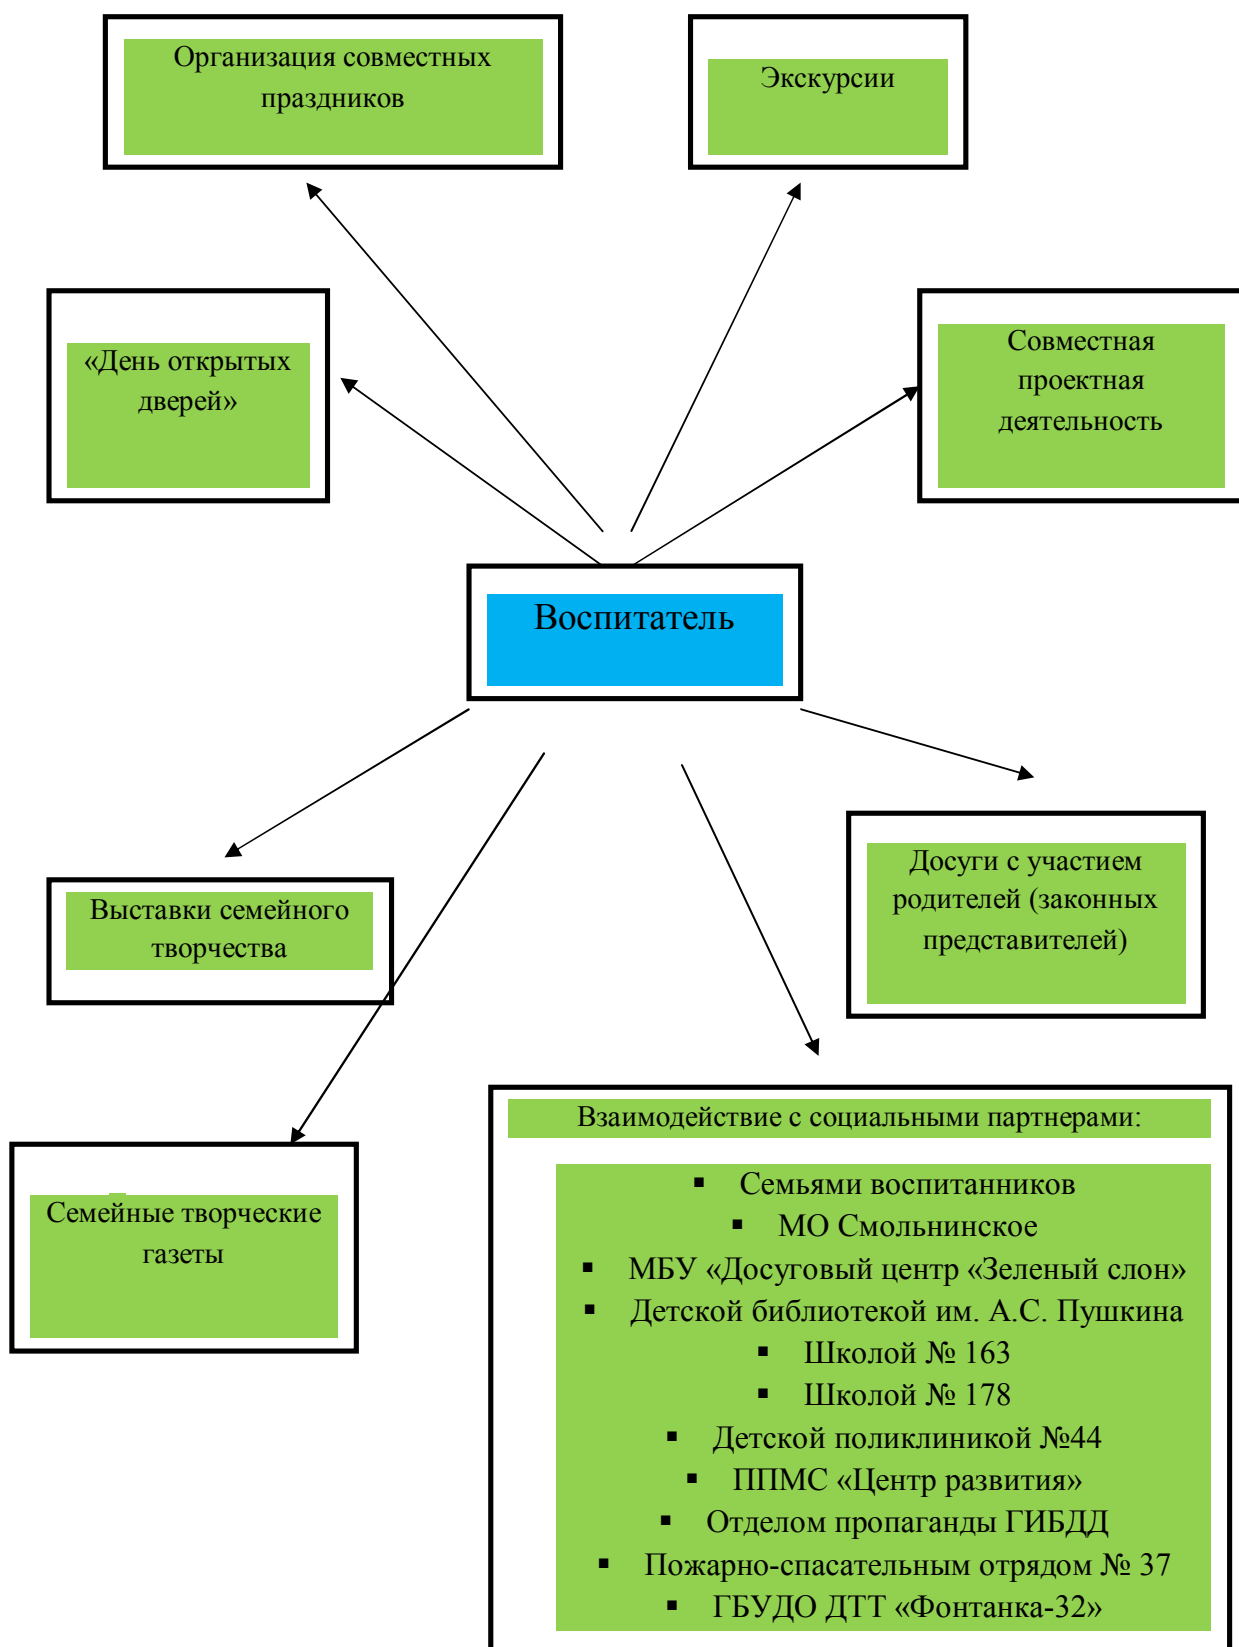 Организация совместных
праздников
Экскурсии
«День открытых
дверей»
Совместная
проектная
деятельность
Воспитатель
Выставки семейного
творчества
Досуги с участием
родителей (законных
представителей)
Семейные творческие
газеты
Взаимодействие с социальными партнерами:
▪ Семьями воспитанников
▪ МО Смольнинское
▪ МБУ «Досуговый центр «Зеленый слон»
▪ Детской библиотекой им. А.С. Пушкина
▪ Школой № 163
▪ Школой № 178
▪ Детской поликлиникой №44
▪ ППМС «Центр развития»
▪ Отделом пропаганды ГИБДД
▪ Пожарно-спасательным отрядом № 37
▪ ГБУДО ДТТ «Фонтанка-32»